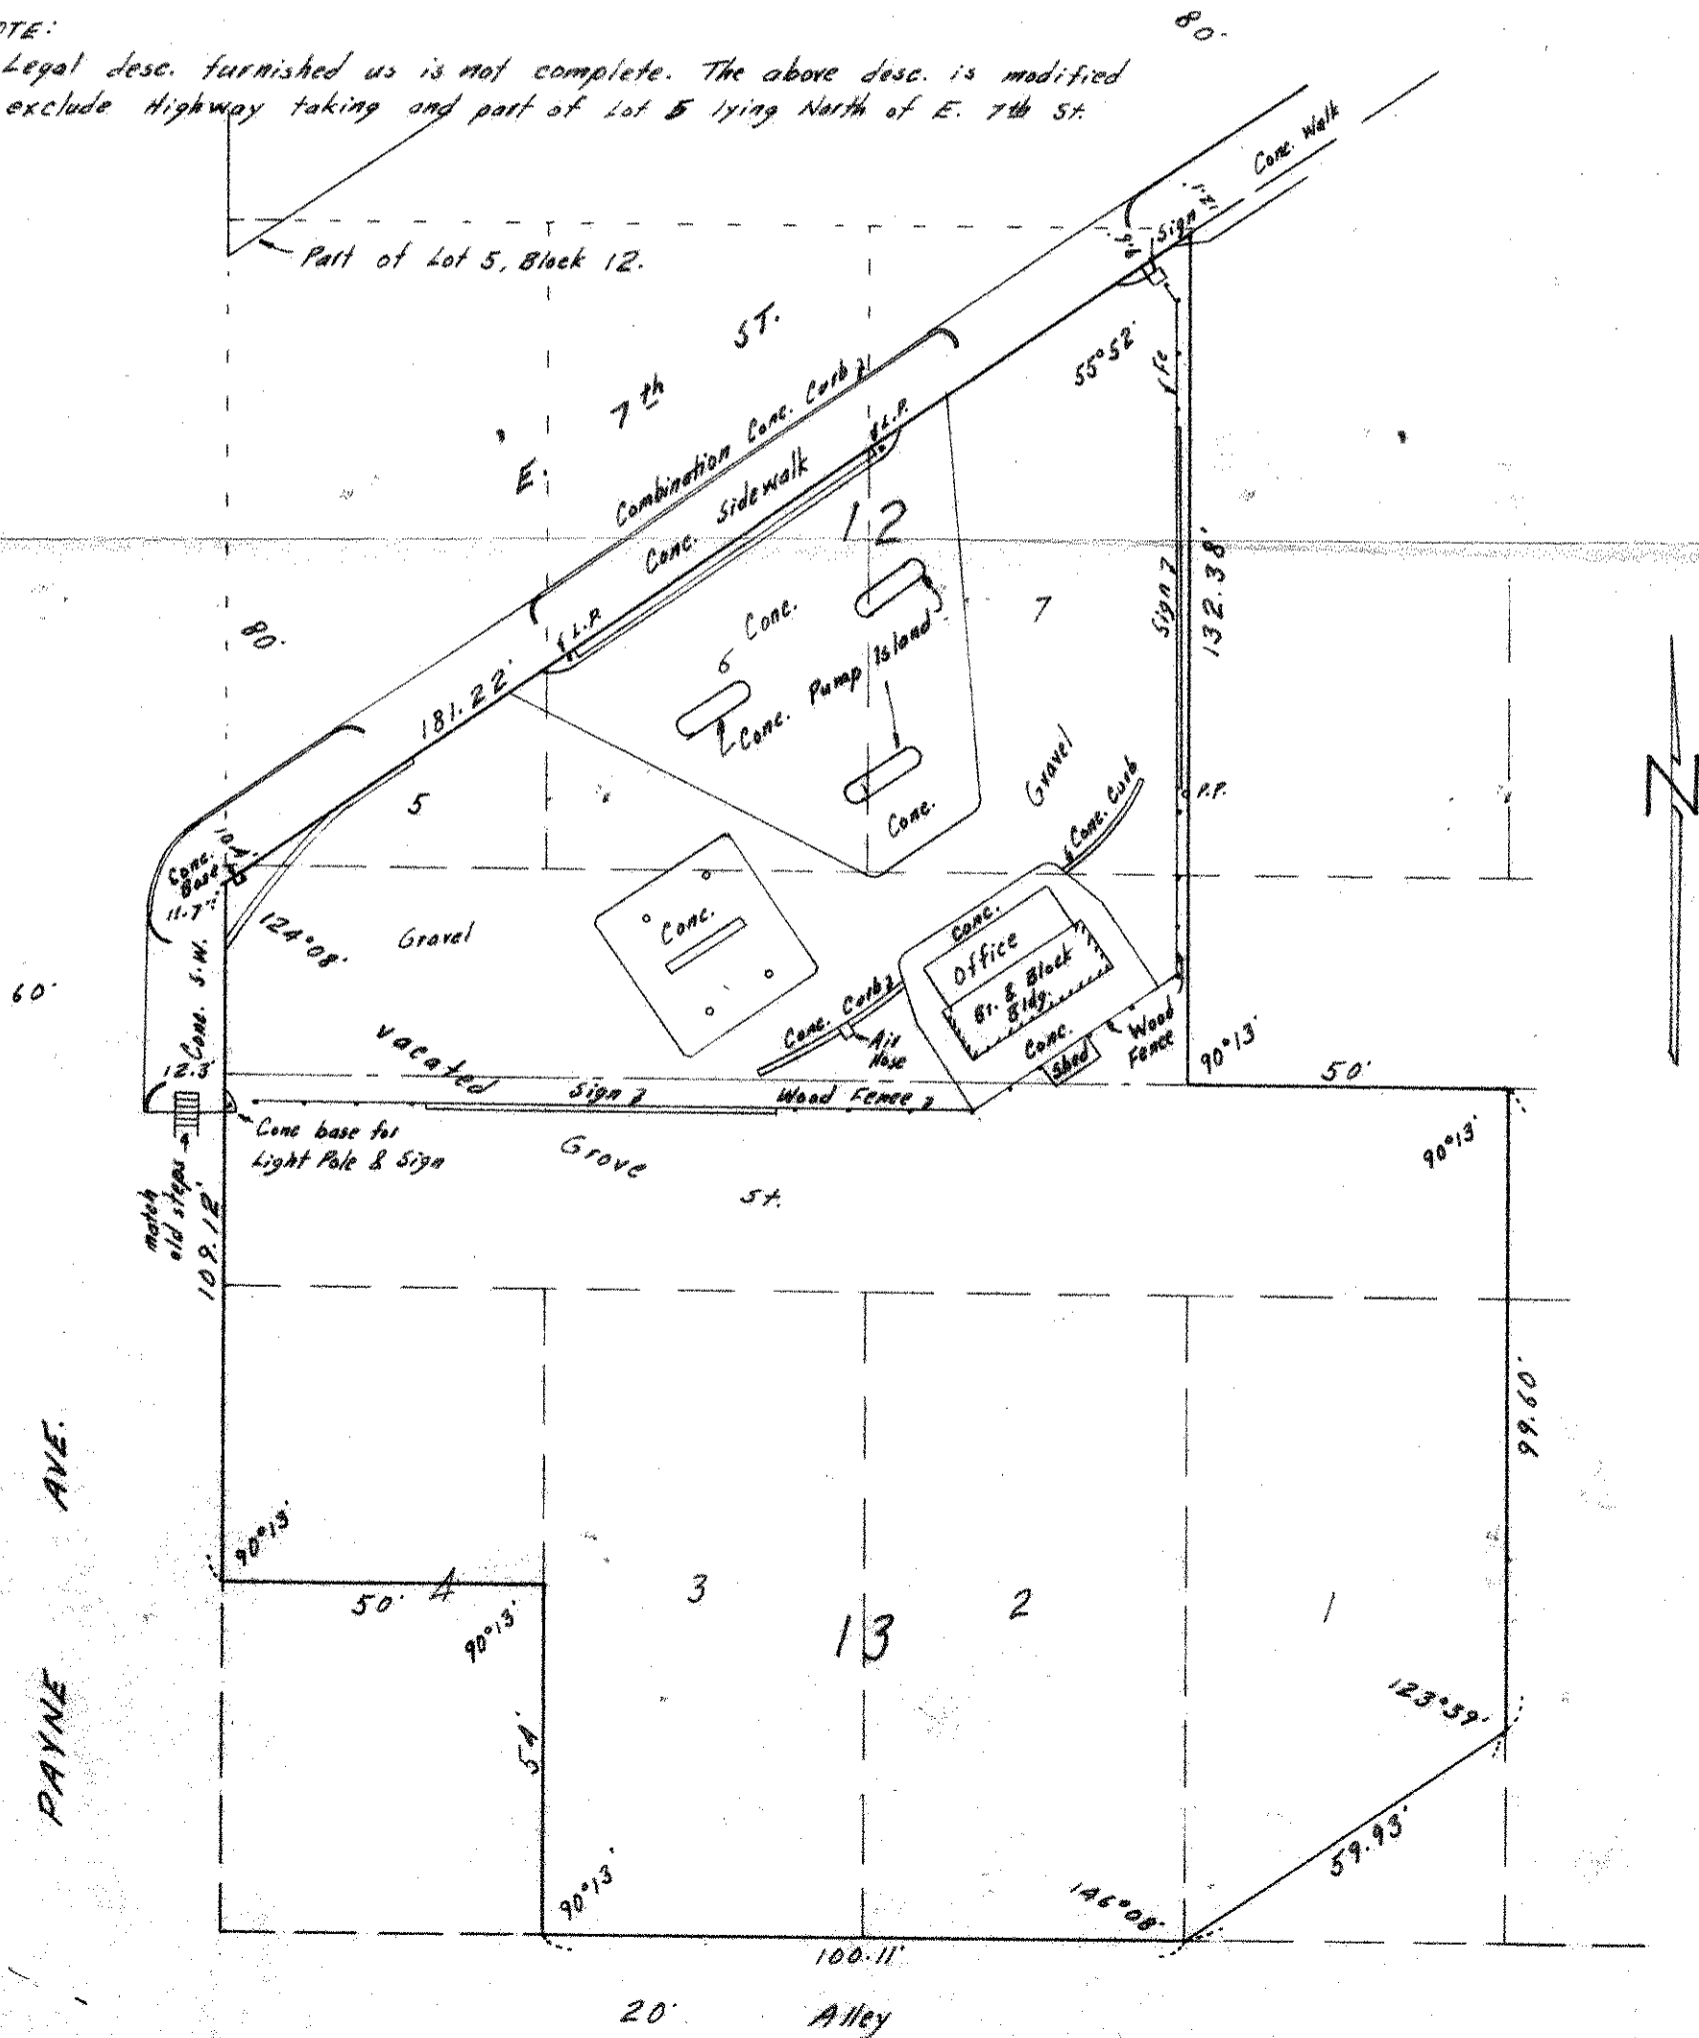 OTE:
Legal desc. furnished us is not complete. The above desc. is modified
exclude Highway taking and part of Lot 5 lying North of E. 7th St.
80.
Conc. Walk
12.1'
Sign
Part of Lot 5, Block 12.
E. 7th ST.
55°52'
Combination Conc. Curb
Conc. Sidewalk
L.P.
L.P.
12
Sign
132.38'
7
80.
181.22'
6
Conc.
Conc. Pump Island
Conc.
Gravel
Conc. Curb
P.P.
N
5
Conc.
Base
11.7'
124°08'
Gravel
Conc.
Conc.
Office
Br. & Block
Bldg.
60'
Conc. S.W.
12.3'
vacated
Conc. Curb
Air
Hose
Conc.
Shed
Wood
Fence
90°13'
50'
Sign
Wood Fence
Conc base for
Light Pole & Sign
Grove St.
90°13'
match
old steps
109.12'
PAYNE AVE.
99.60'
90°13'
50'
4
3
13
2
1
90°13'
54'
123°59'
59.93'
90°13'
146°08'
100.11'
20' Alley